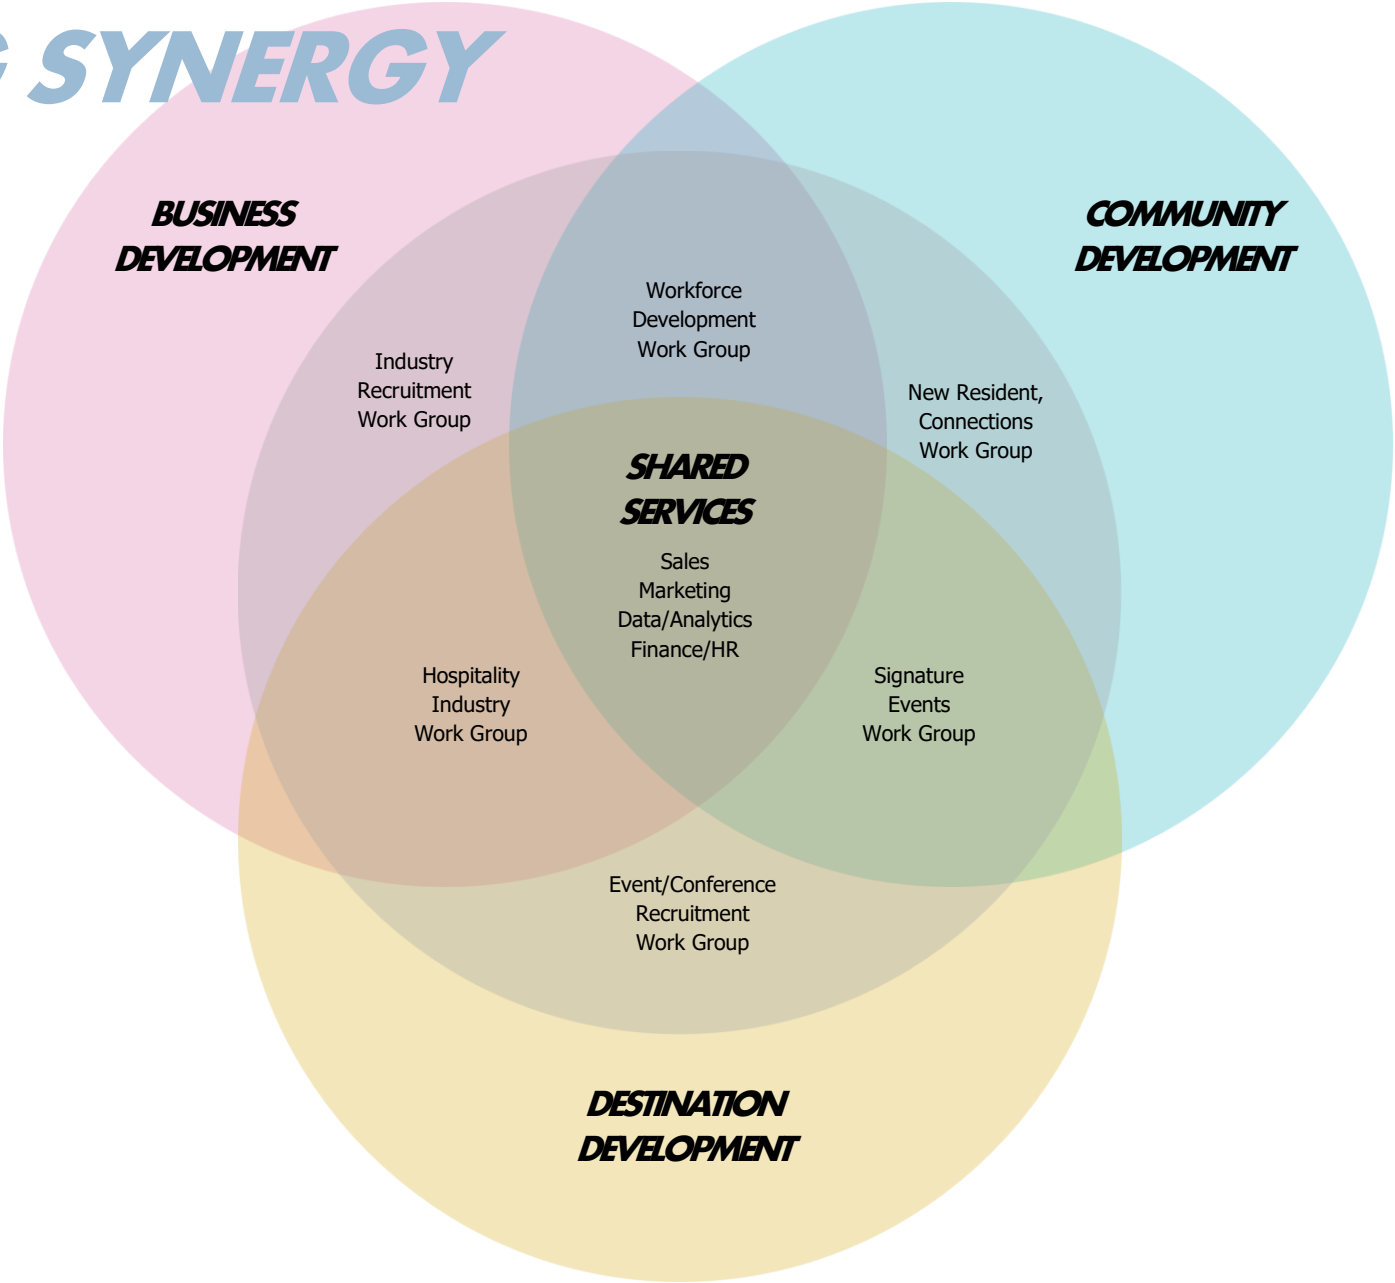 G SYNERGY
BUSINESS
DEVELOPMENT
COMMUNITY
DEVELOPMENT
Workforce
Development
Work Group
Industry
Recruitment
Work Group
New Resident,
Connections
Work Group
SHARED
SERVICES
Sales
Marketing
Data/Analytics
Finance/HR
Hospitality
Industry
Work Group
Signature
Events
Work Group
Event/Conference
Recruitment
Work Group
DESTINATION
DEVELOPMENT